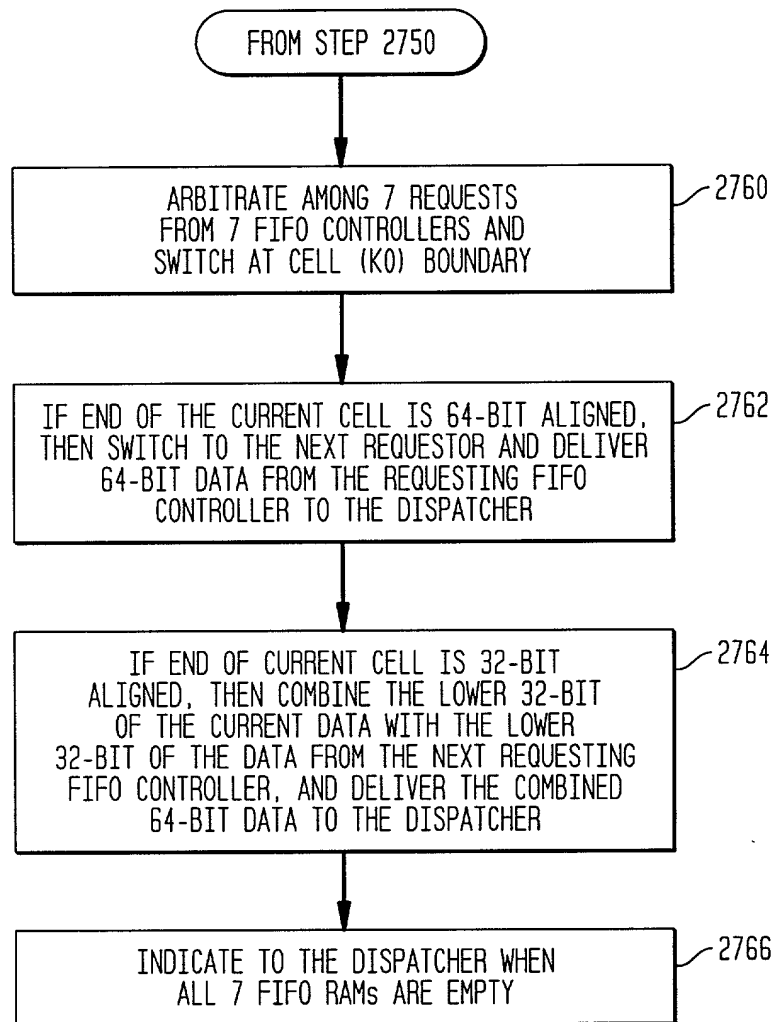 FROM STEP 2750
ARBITRATE AMONG 7 REQUESTS
FROM 7 FIFO CONTROLLERS AND
SWITCH AT CELL (K0) BOUNDARY
2760
IF END OF THE CURRENT CELL IS 64-BIT ALIGNED,
THEN SWITCH TO THE NEXT REQUESTOR AND DELIVER
64-BIT DATA FROM THE REQUESTING FIFO
CONTROLLER TO THE DISPATCHER
2762
IF END OF CURRENT CELL IS 32-BIT
ALIGNED, THEN COMBINE THE LOWER 32-BIT
OF THE CURRENT DATA WITH THE LOWER
32-BIT OF THE DATA FROM THE NEXT REQUESTING
FIFO CONTROLLER, AND DELIVER THE COMBINED
64-BIT DATA TO THE DISPATCHER
2764
INDICATE TO THE DISPATCHER WHEN
ALL 7 FIFO RAMs ARE EMPTY
2766